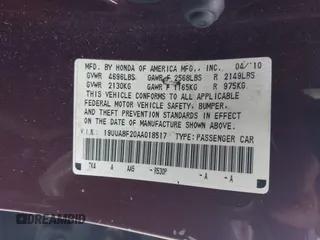 MFD. BY HONDA OF AMERICA MFG., INC. 04/'10
GVWR 4696LBS GAWR F 2568LBS R 2149LBS
GVWR 2130KG GAWR F 1165KG R 975KG
THIS VEHICLE CONFORMS TO ALL APPLICABLE
FEDERAL MOTOR VEHICLE SAFETY, BUMPER,
AND THEFT PREVENTION STANDARDS IN EFFECT ON
THE DATE OF MANUFACTURE SHOWN ABOVE.
V.I.N. 19UUA8F20AA018517 TYPE:PASSENGER CAR
A - R530P - A - A